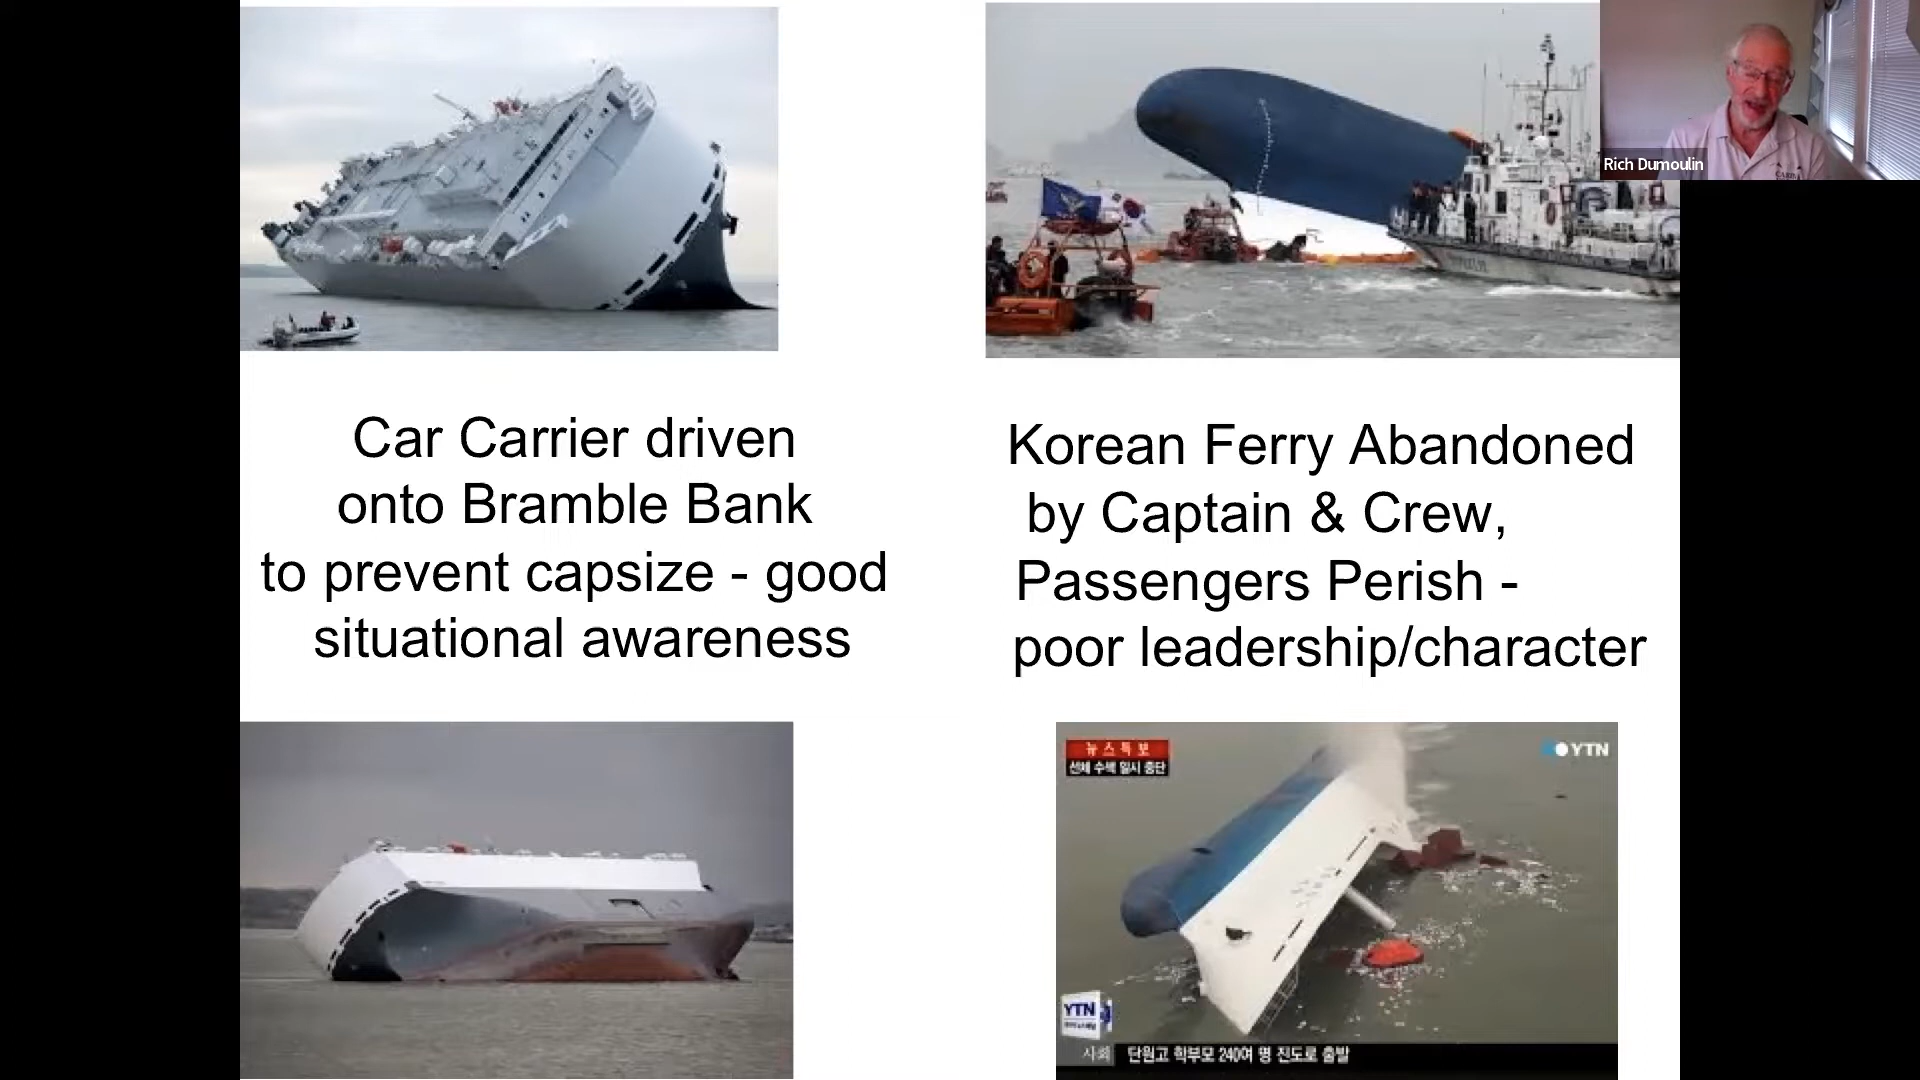 Rich Dumoulin
Car Carrier driven
onto Bramble Bank
to prevent capsize - good
situational awareness
Korean Ferry Abandoned
by Captain & Crew,
Passengers Perish -
poor leadership/character
뉴스특보
선체 수색 일시 중단
YTN
YTN
사회 단원고 학부모 240여 명 진도로 출발